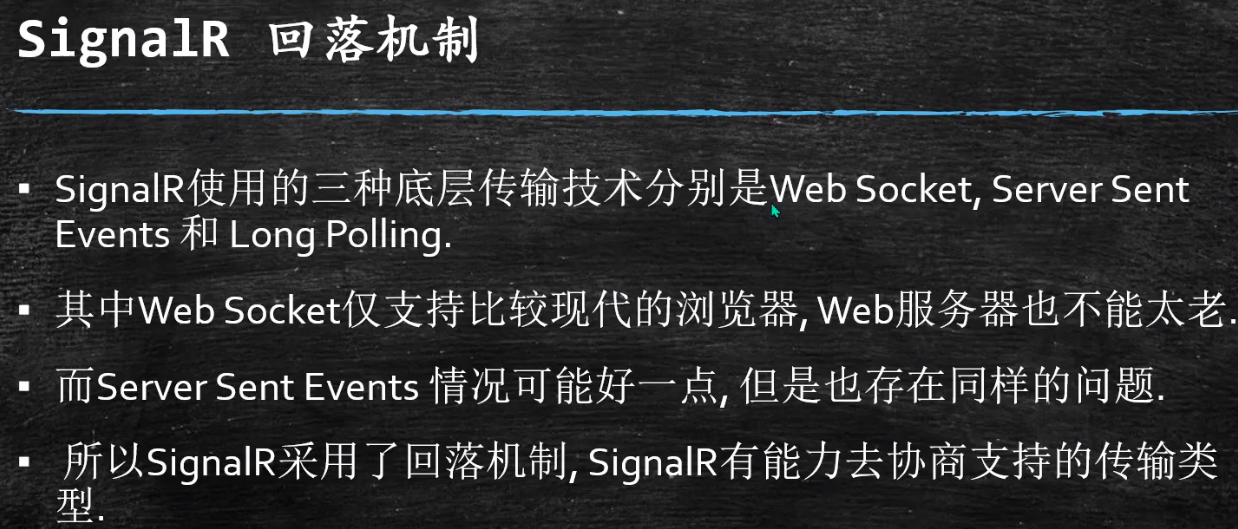 SignalR 回落机制
▪ SignalR使用的三种底层传输技术分别是Web Socket, Server Sent
Events 和 Long Polling.
▪ 其中Web Socket仅支持比较现代的浏览器, Web服务器也不能太老.
▪ 而Server Sent Events 情况可能好一点, 但是也存在同样的问题.
▪ 所以SignalR采用了回落机制, SignalR有能力去协商支持的传输类
型.